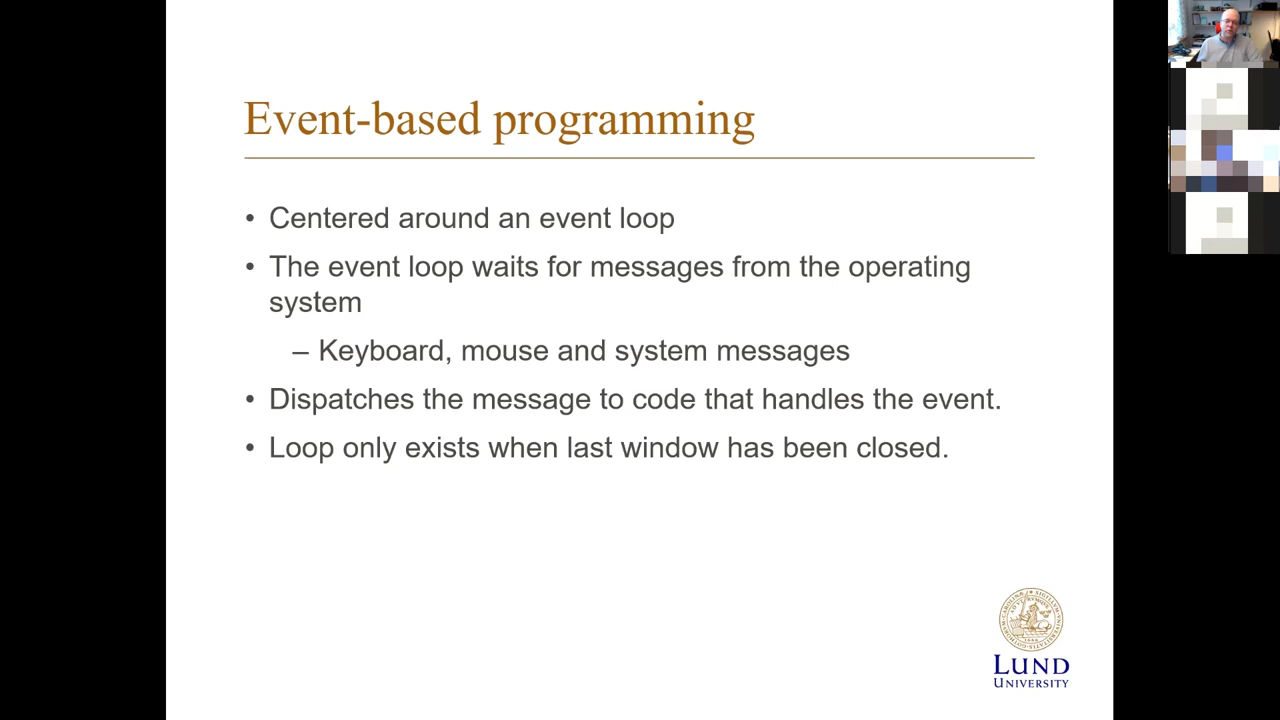 Event-based programming
• Centered around an event loop
• The event loop waits for messages from the operating
system
– Keyboard, mouse and system messages
• Dispatches the message to code that handles the event.
• Loop only exists when last window has been closed.
LUND
UNIVERSITY